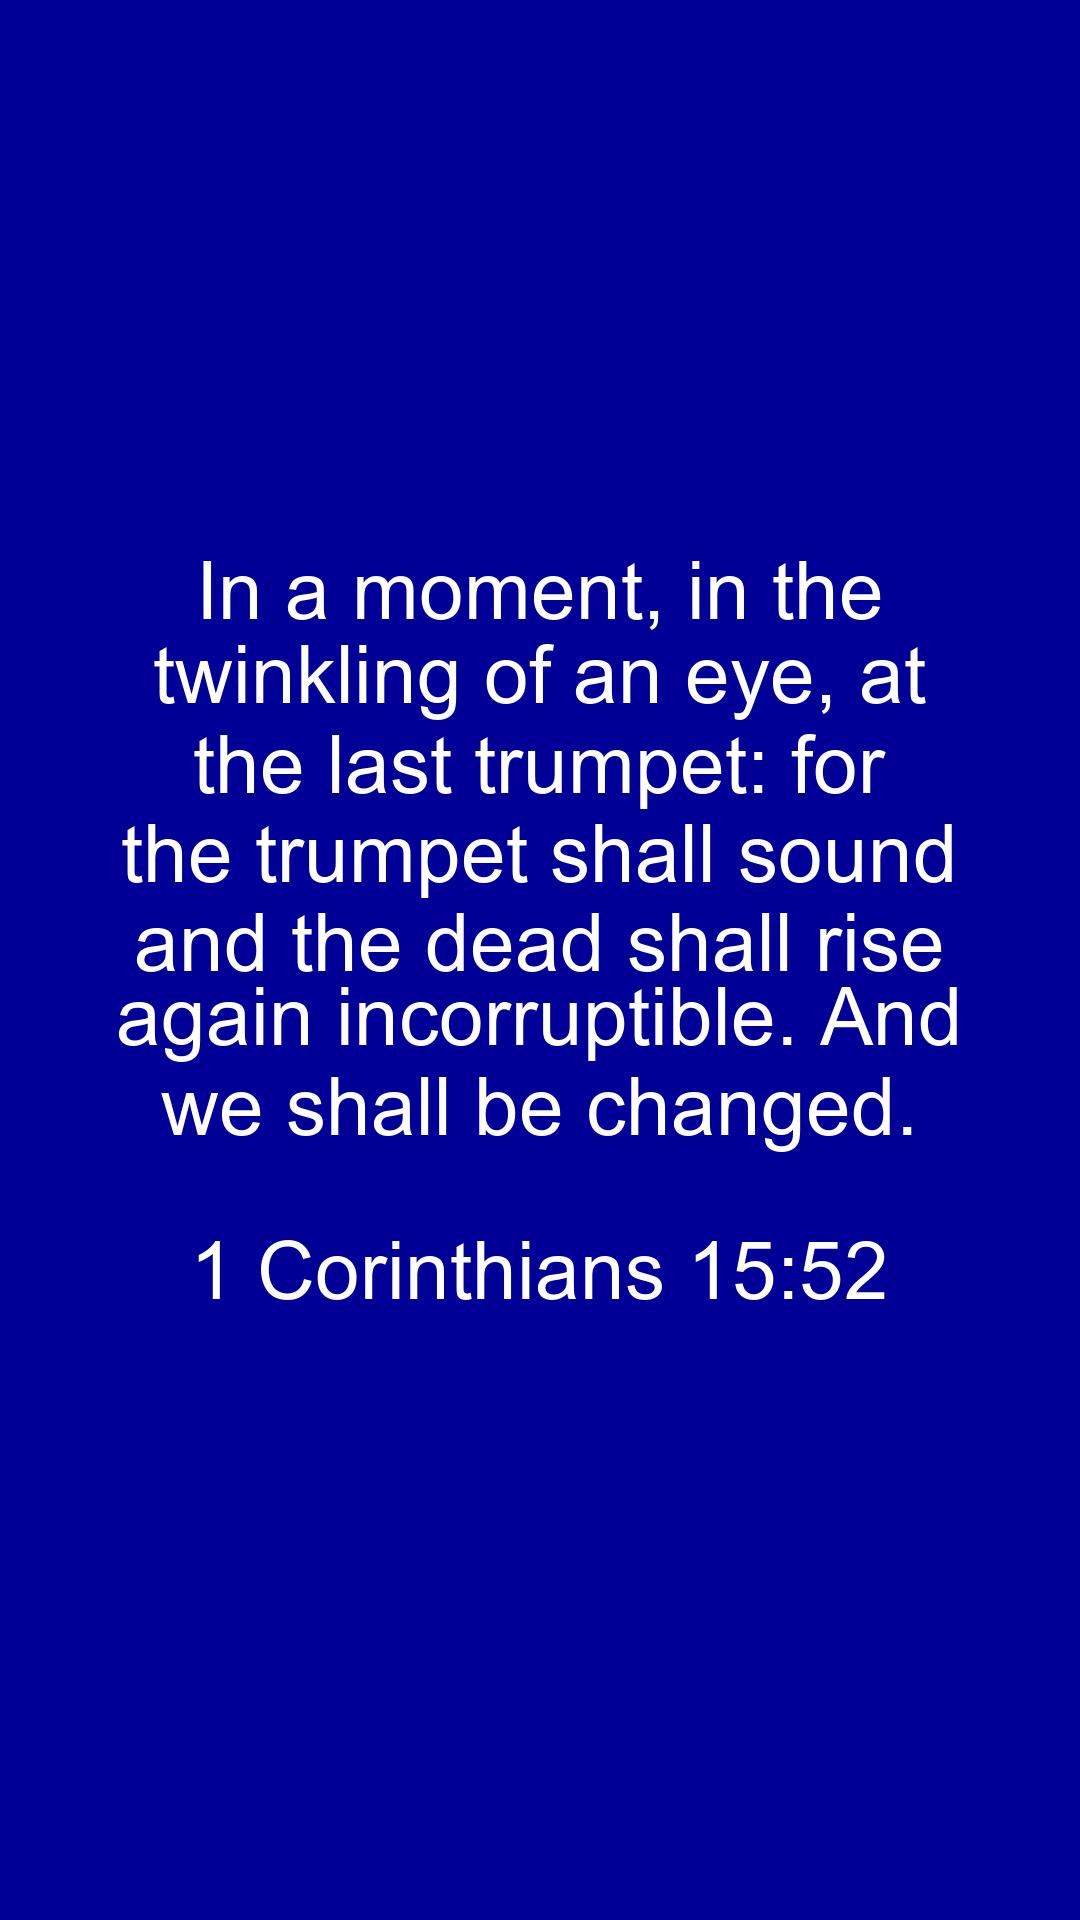 In a moment, in the
twinkling of an eye, at
the last trumpet: for
the trumpet shall sound
and the dead shall rise
again incorruptible. And
we shall be changed.
1 Corinthians 15:52